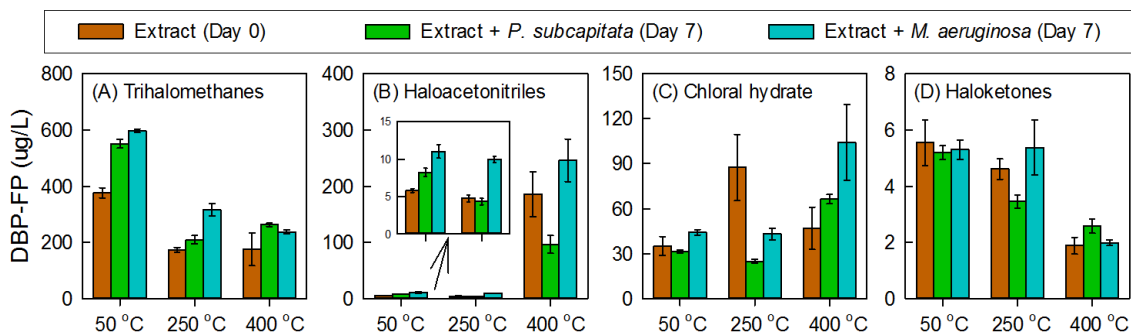 Extract (Day 0) Extract + P. subcapitata (Day 7) Extract + M. aeruginosa (Day 7)
DBP-FP (ug/L)
(A) Trihalomethanes
800
600
400
200
0
50 °C 250 °C 400 °C
(B) Haloacetonitriles
400
300
200
100
0
15
10
5
0
50 °C 250 °C 400 °C
(C) Chloral hydrate
150
120
90
60
30
0
50 °C 250 °C 400 °C
(D) Haloketones
8
6
4
2
0
50 °C 250 °C 400 °C